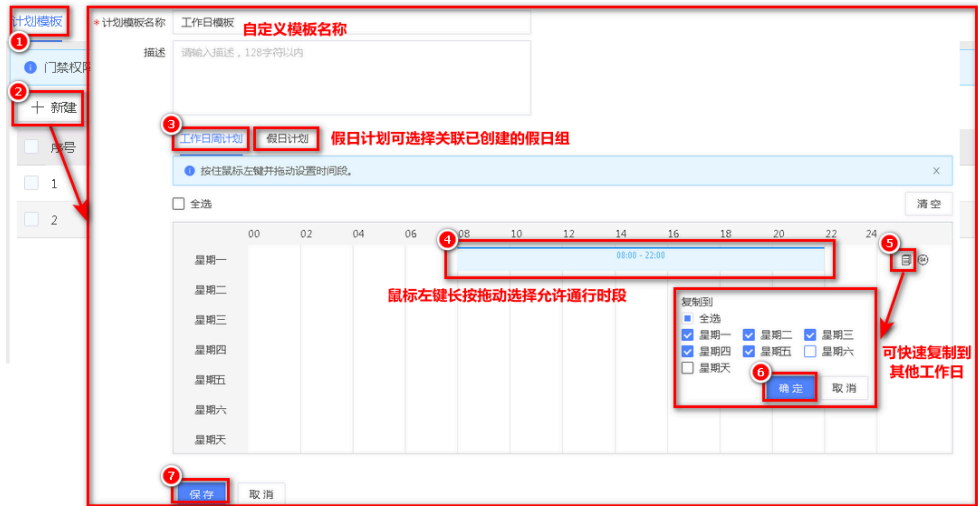 计划模板
1
*计划模板名称 工作日模板
自定义模板名称
描述 请输入描述，128字符以内
门禁权限
2
＋ 新建
3
工作日周计划 假日计划
假日计划可选择关联已创建的假日组
序号
按住鼠标左键并拖动设置时间段。 ×
1
全选 清空
2
00 02 04 06 08 10 12 14 16 18 20 22 24
4
5
星期一 08:00 - 22:00
星期二
鼠标左键长按拖动选择允许通行时段
复制到
全选
星期三
星期一 星期二 星期三
星期四
星期四 星期五 星期六
可快速复制到
其他工作日
星期天
6
星期五
确定 取消
星期六
星期天
7
保存 取消